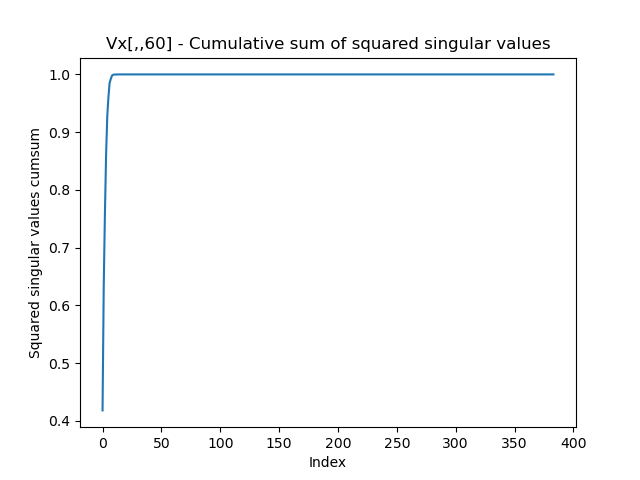 Vx[,,60] - Cumulative sum of squared singular values
1.0
0.9
0.8
0.7
0.6
0.5
0.4
Squared singular values cumsum
0 50 100 150 200 250 300 350 400
Index